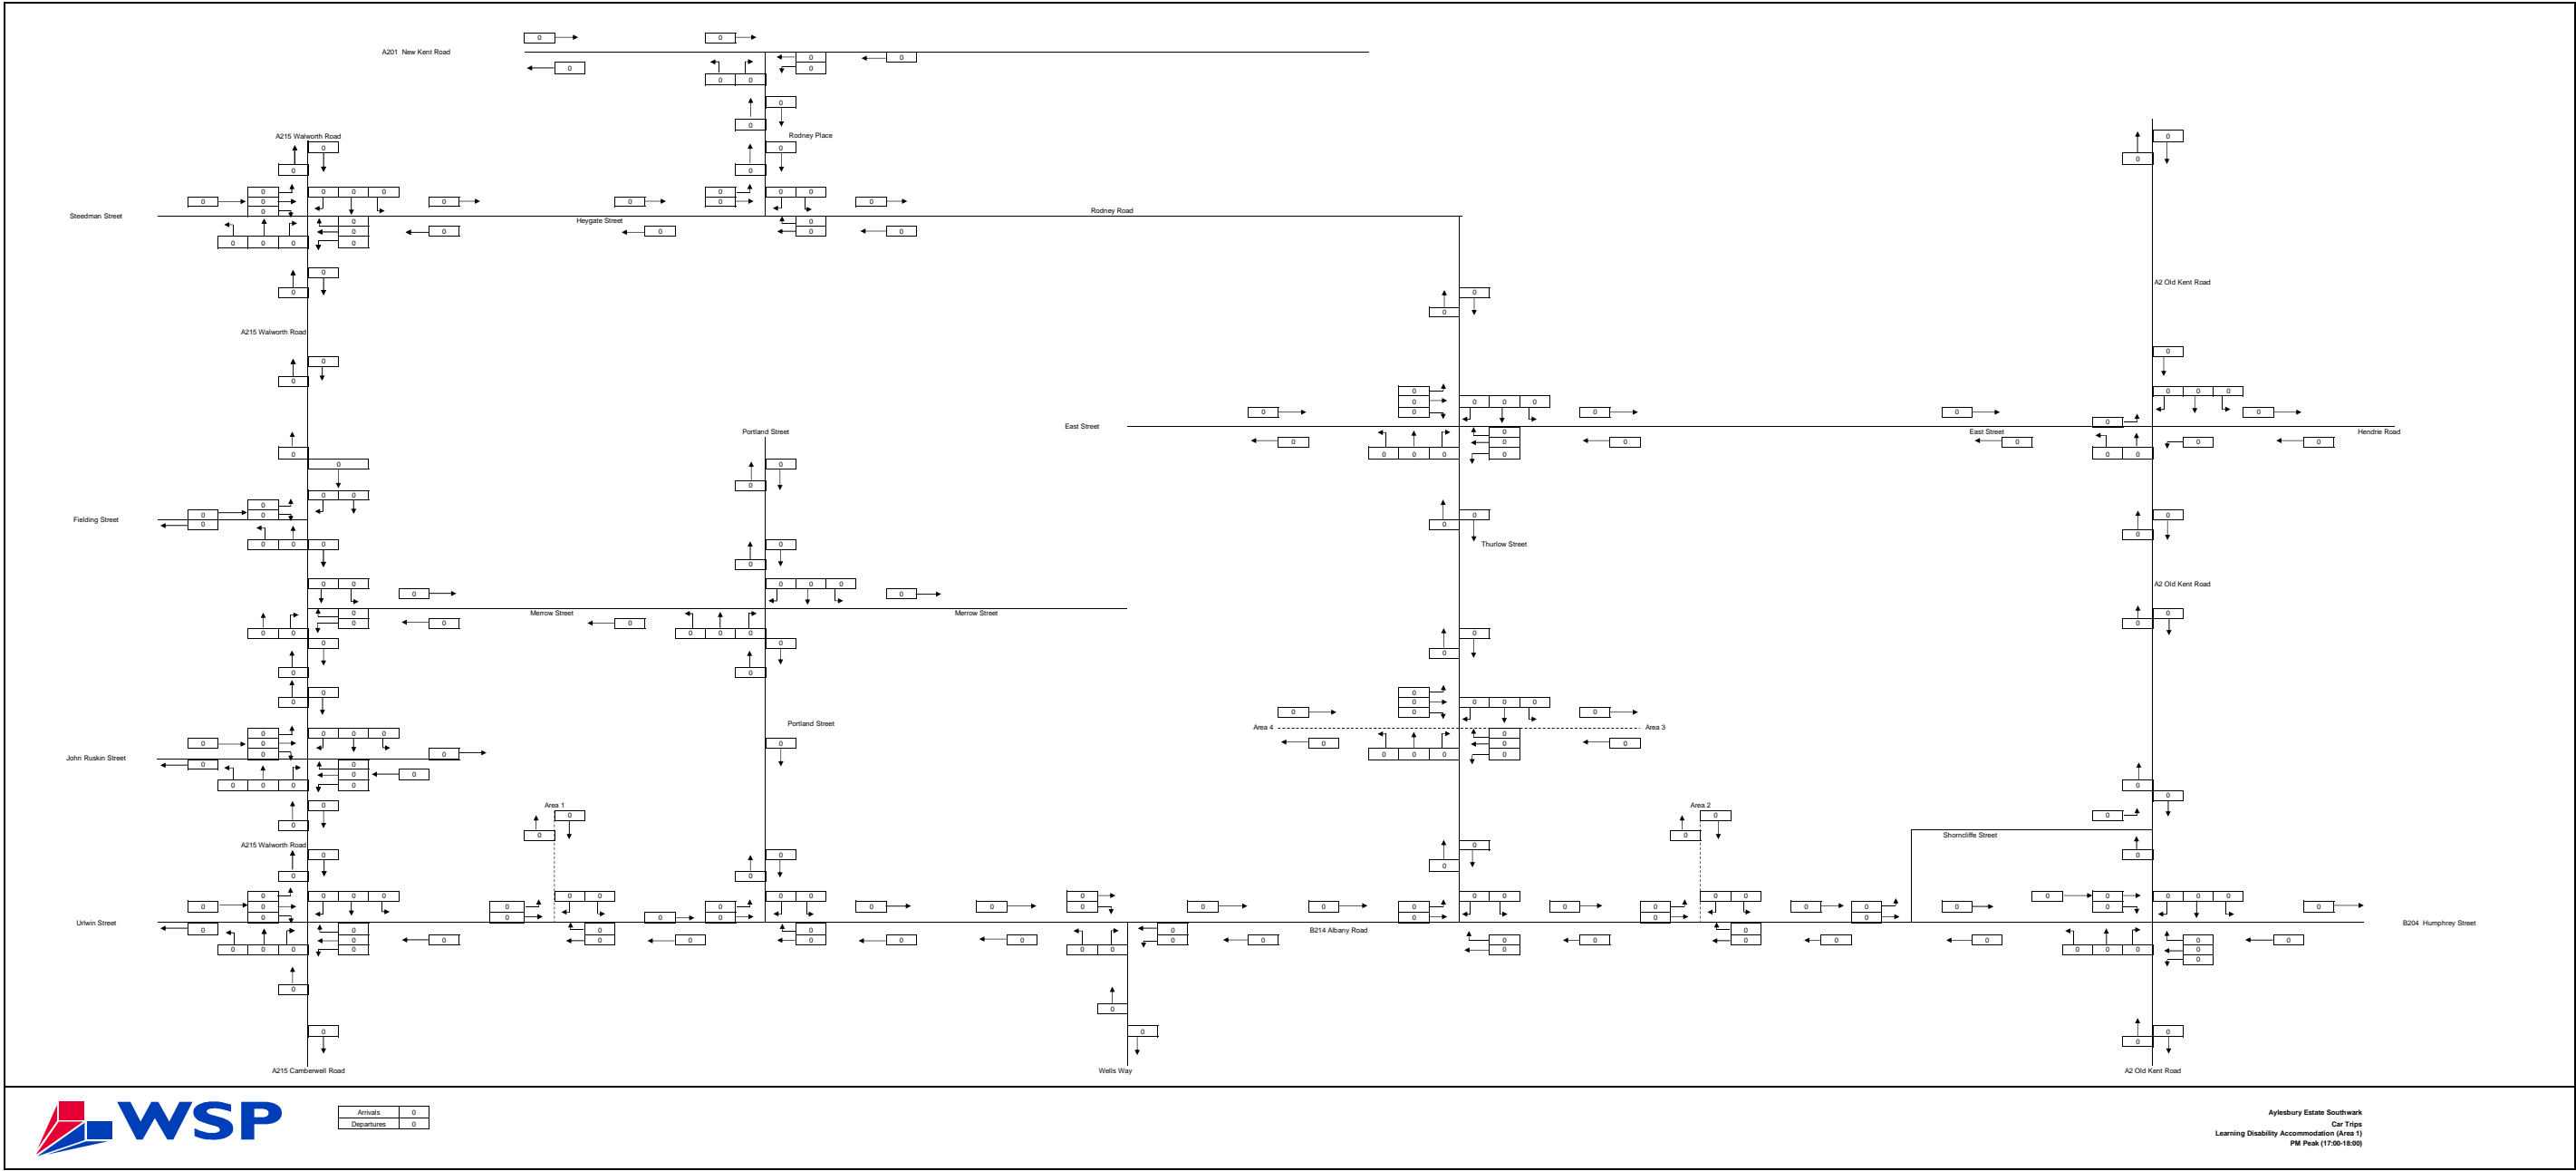 A201 New Kent Road
A215 Walworth Road
Rodney Place
Steedman Street
Heygate Street
Rodney Road
A2 Old Kent Road
A215 Walworth Road
East Street
East Street
Hendrie Road
Portland Street
Fielding Street
Thurlow Street
A2 Old Kent Road
Merrow Street
Merrow Street
Portland Street
Area 4
Area 3
John Ruskin Street
Area 1
Area 2
A215 Walworth Road
Shorncliffe Street
Urlwin Street
B214 Albany Road
B204 Humphrey Street
A215 Camberwell Road
Wells Way
A2 Old Kent Road
WSP
Arrivals 0
Departures 0
Aylesbury Estate Southwark
Car Trips
Learning Disability Accommodation (Area 1)
PM Peak (17:00-18:00)